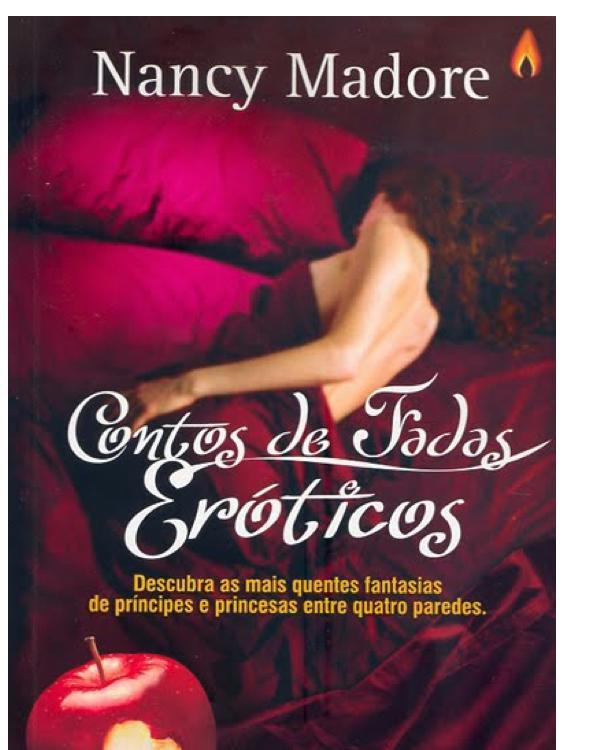 Nancy Madore
Contos de Fadas
Eróticos
Descubra as mais quentes fantasias
de príncipes e princesas entre quatro paredes.